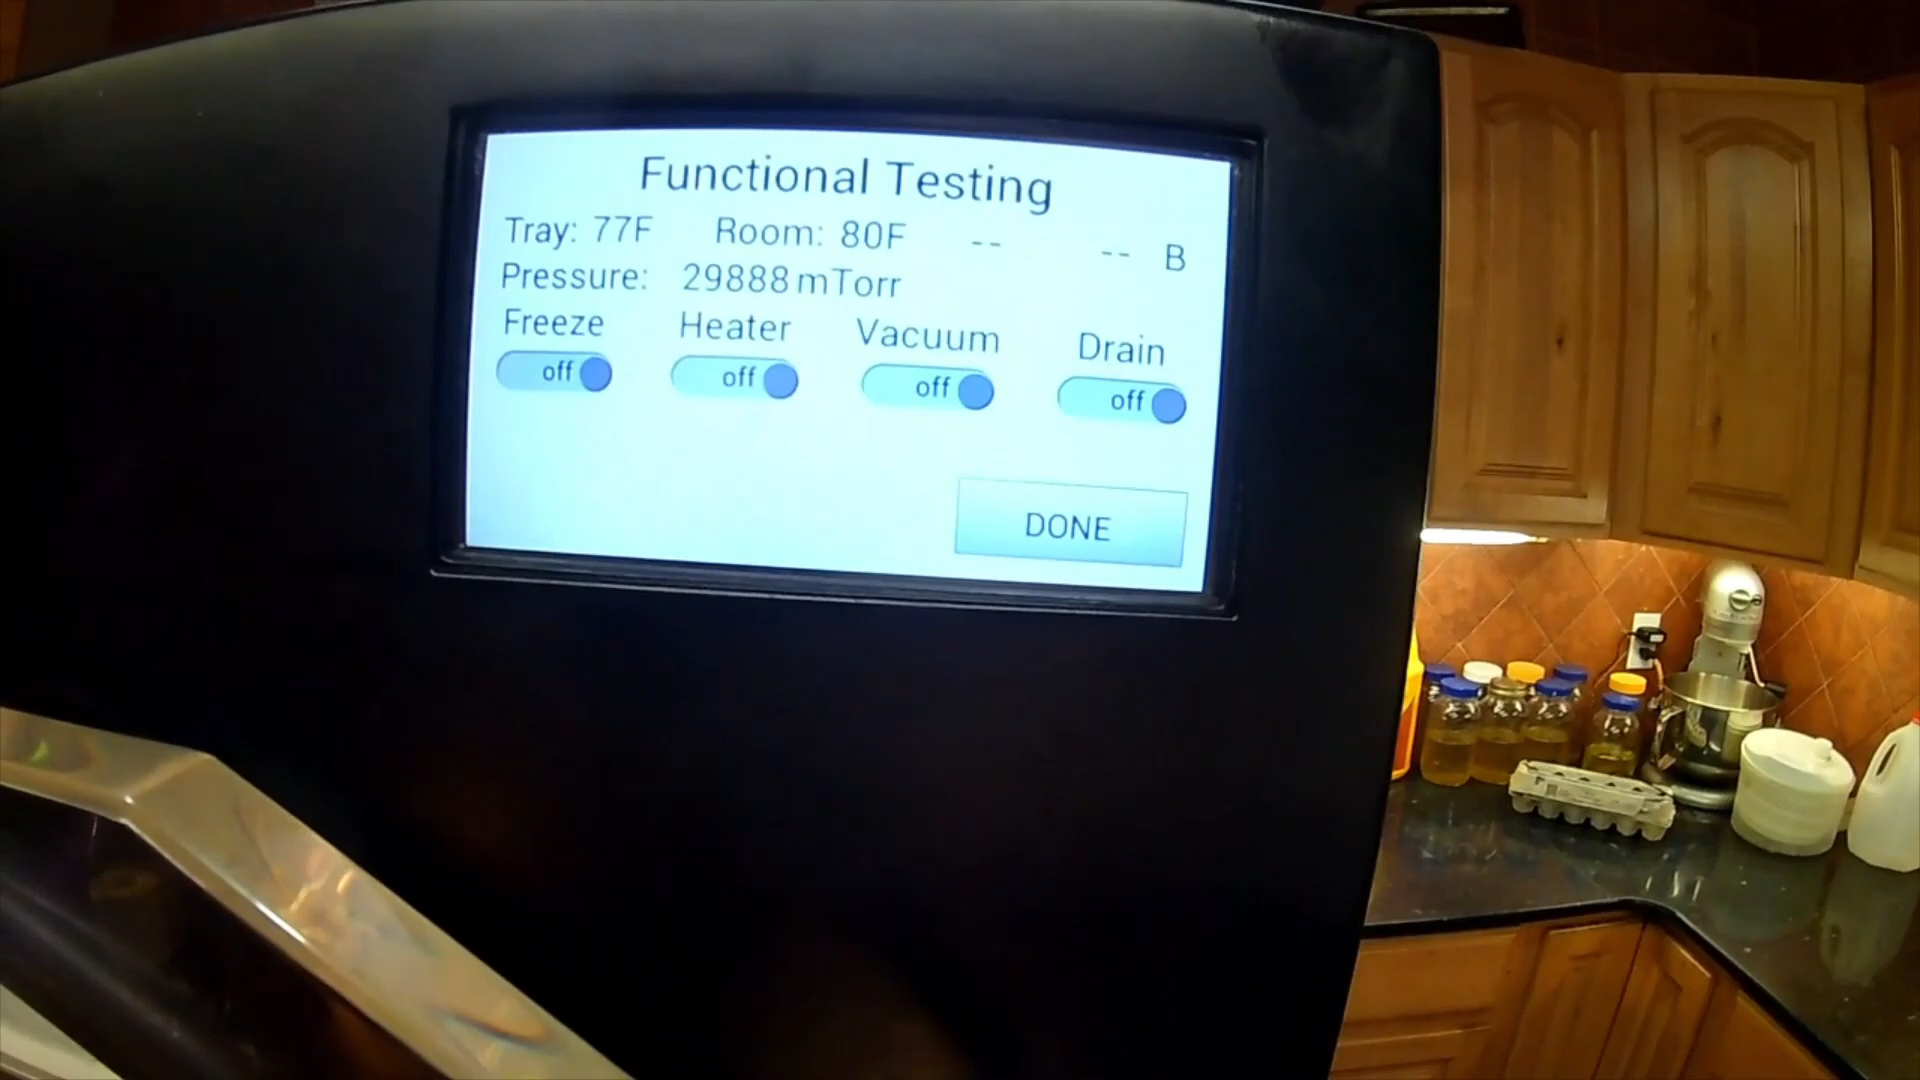 Functional Testing
Tray: 77F Room: 80F -- -- B
Pressure: 29888 mTorr
Freeze Heater Vacuum Drain
off off off off
DONE